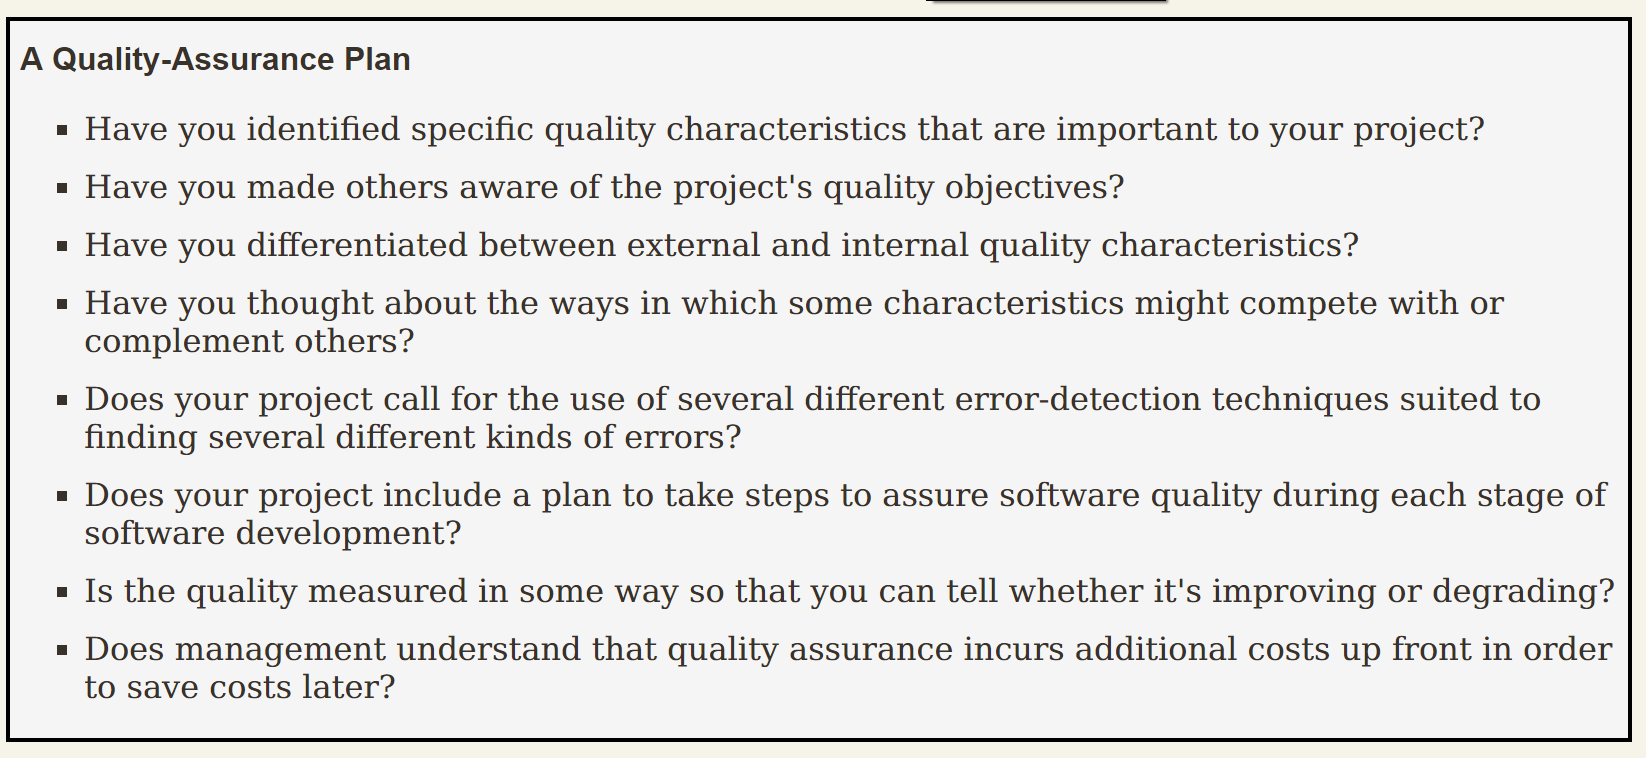 A Quality-Assurance Plan
▪ Have you identified specific quality characteristics that are important to your project?
▪ Have you made others aware of the project's quality objectives?
▪ Have you differentiated between external and internal quality characteristics?
▪ Have you thought about the ways in which some characteristics might compete with or
complement others?
▪ Does your project call for the use of several different error-detection techniques suited to
finding several different kinds of errors?
▪ Does your project include a plan to take steps to assure software quality during each stage of
software development?
▪ Is the quality measured in some way so that you can tell whether it's improving or degrading?
▪ Does management understand that quality assurance incurs additional costs up front in order
to save costs later?